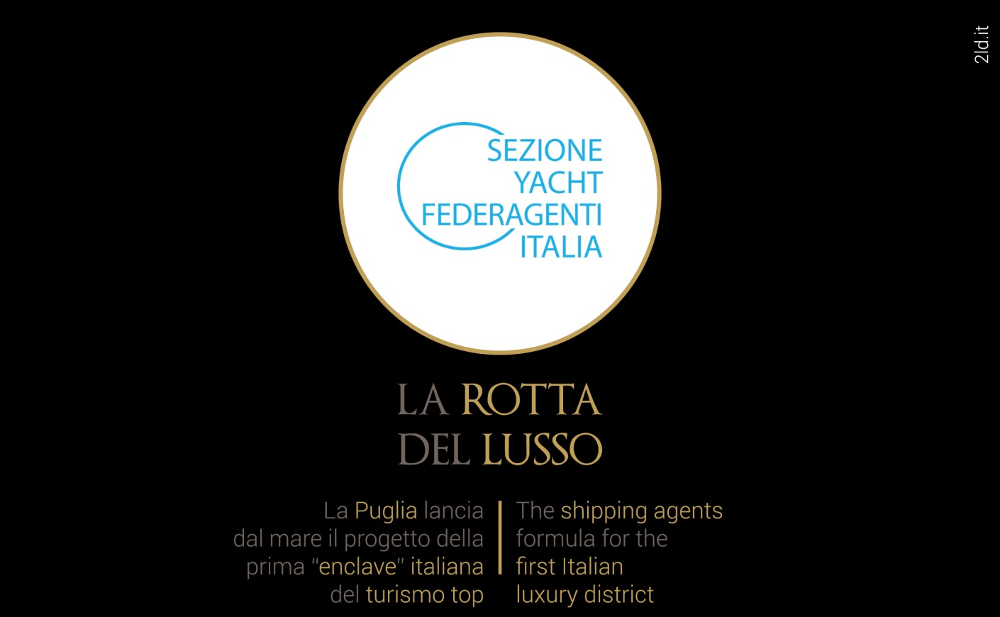 2ld.it
SEZIONE
YACHT
FEDERAGENTI
ITALIA
LA ROTTA
DEL LUSSO
La Puglia lancia
dal mare il progetto della
prima “enclave” italiana
del turismo top
The shipping agents
formula for the
first Italian
luxury district